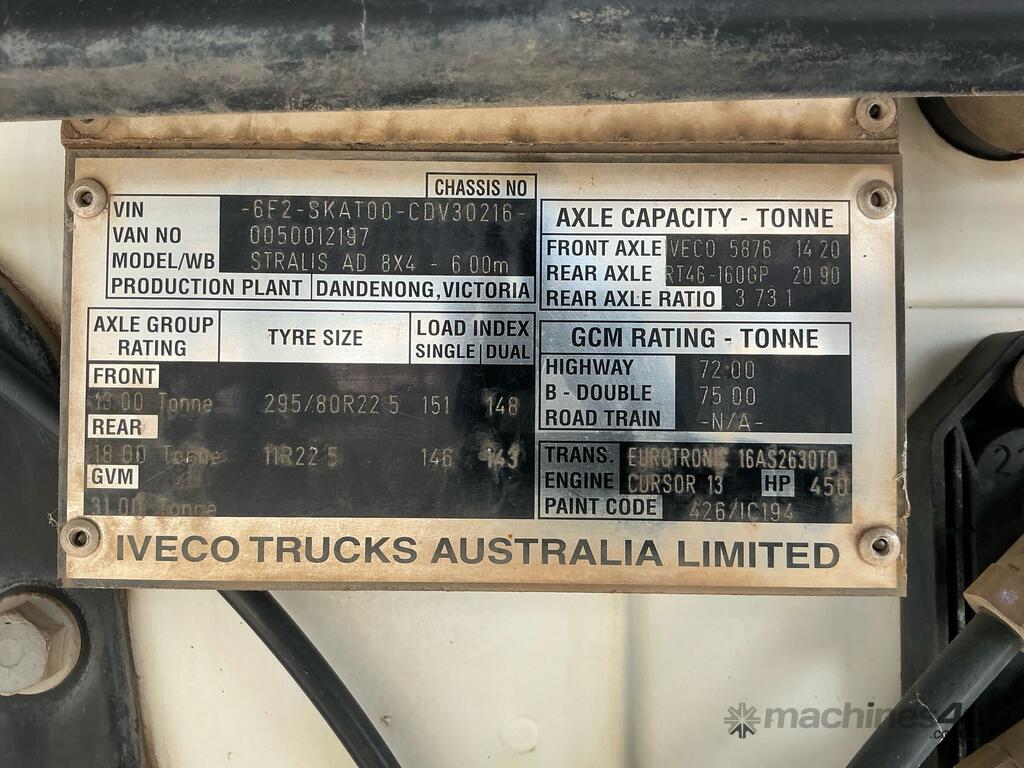 CHASSIS NO
VIN -6F2-SKAT00-CDV30216-
VAN NO 0050012197
MODEL/WB STRALIS AD 8X4 - 6.00m
PRODUCTION PLANT DANDENONG, VICTORIA
AXLE GROUP RATING TYRE SIZE LOAD INDEX
SINGLE DUAL
FRONT
13.00 Tonne 295/80R22.5 151 148
REAR
18.00 Tonne 11R22.5 146 143
GVM
31.00 Tonne
AXLE CAPACITY - TONNE
FRONT AXLE IVECO 5876 14.20
REAR AXLE RT46-160GP 20.90
REAR AXLE RATIO 3.73:1
GCM RATING - TONNE
HIGHWAY 72.00
B - DOUBLE 75.00
ROAD TRAIN -N/A-
TRANS. EUROTRONIC 16AS2630TO
ENGINE CURSOR 13 HP 450
PAINT CODE 426/IC194
IVECO TRUCKS AUSTRALIA LIMITED